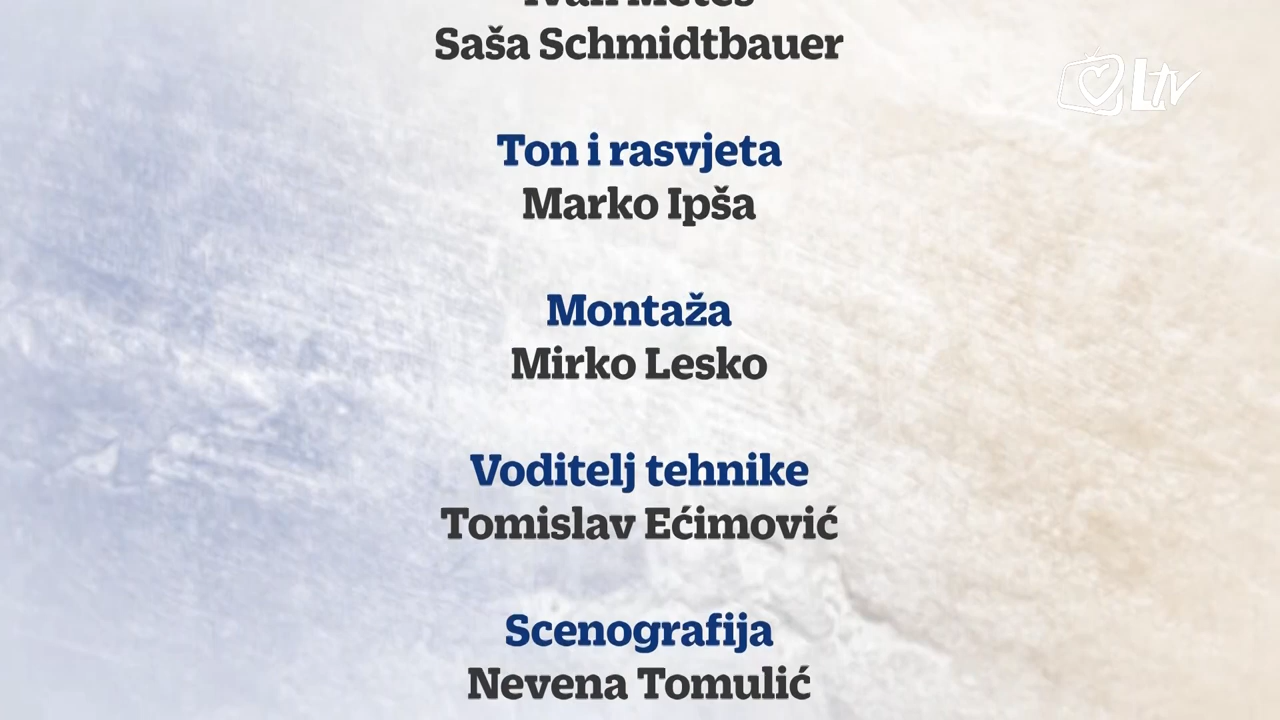 Saša Schmidtbauer
Ton i rasvjeta
Marko Ipša
Montaža
Mirko Lesko
Voditelj tehnike
Tomislav Ećimović
Scenografija
Nevena Tomulić
LTV